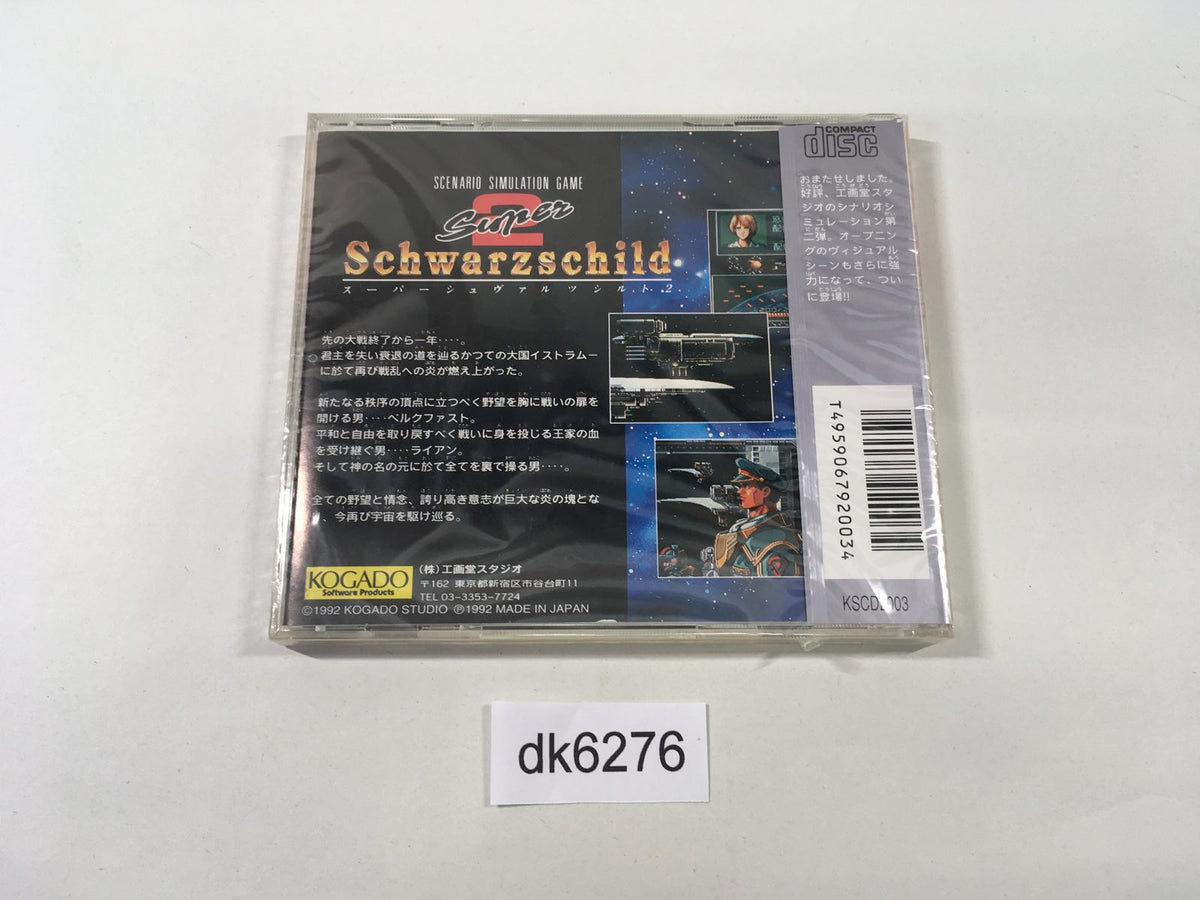 SCENARIO SIMULATION GAME
Super 2
Schwarzschild
スーパーシュヴァルツシルト2
先の大戦終了から一年‥‥。
君主を失い衰退の道を辿るかつての大国イストラムー
に於て再び戦乱への炎が燃え上がった。
新たなる秩序の頂点に立つべく野望を胸に戦いの扉を
開ける男‥‥ベルクファスト。
平和と自由を取り戻すべく戦いに身を投じる王家の血
を受け継ぐ男‥‥ライアン。
そして神の名の元に於て全てを裏で操る男‥‥。
全ての野望と情念、誇り高き意志が巨大な炎の塊とな
、今再び宇宙を駆け巡る。
KOGADO
Software Products
(株)工画堂スタジオ
〒162 東京都新宿区市谷台町11
TEL 03-3353-7724
©1992 KOGADO STUDIO ℗1992 MADE IN JAPAN
COMPACT
disc
おまたせしました。
好評、工画堂スタ
ジオのシナリオシ
ミュレーション第
二弾。オープニン
グのヴィジュアル
シーンもさらに強
力になって、つい
に登場!!
T4959067920034
KSCD 003
dk6276